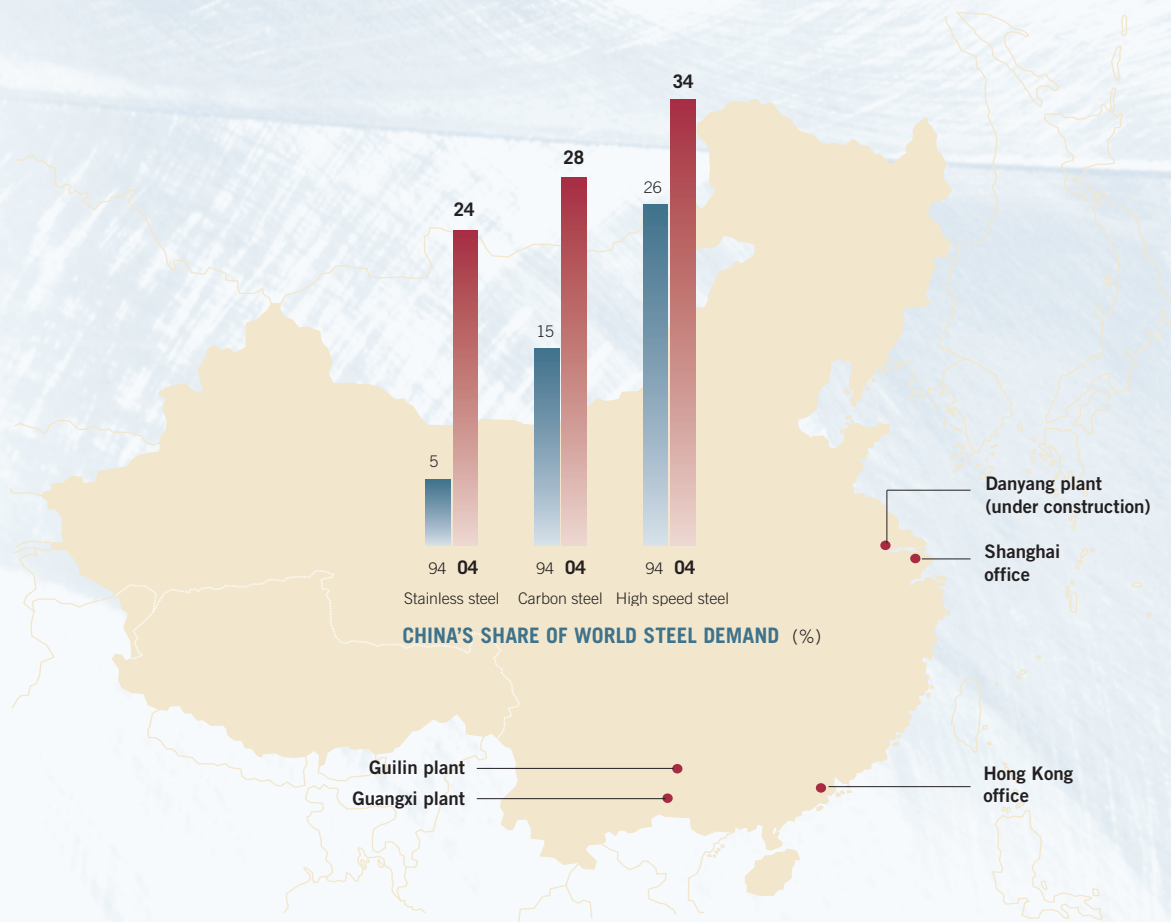 34
28
26
24
15
5
94 04 94 04 94 04
Stainless steel Carbon steel High speed steel
CHINA'S SHARE OF WORLD STEEL DEMAND (%)
Danyang plant
(under construction)
Shanghai
office
Guilin plant
Guangxi plant
Hong Kong
office